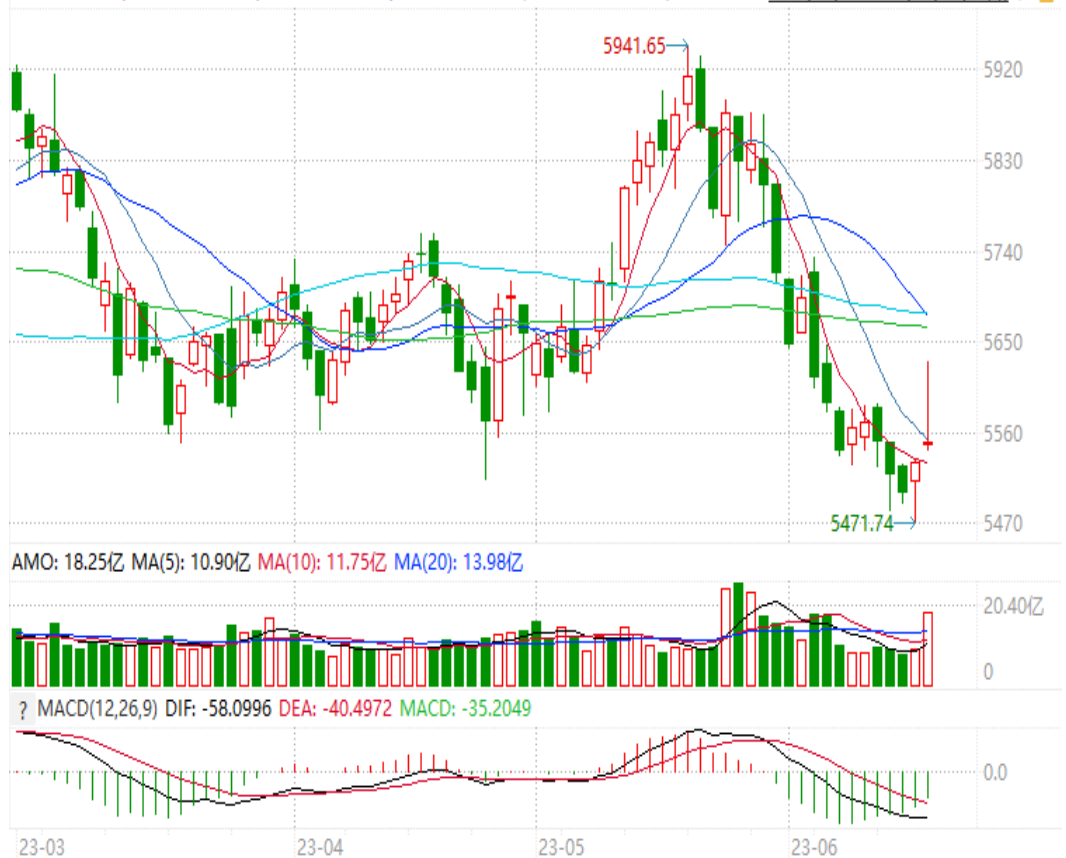 5941.65
5920
5830
5740
5650
5560
5471.74
5470
AMO: 18.25亿 MA(5): 10.90亿 MA(10): 11.75亿 MA(20): 13.98亿
20.40亿
0
? MACD(12,26,9) DIF: -58.0996 DEA: -40.4972 MACD: -35.2049
0.0
23-03 23-04 23-05 23-06